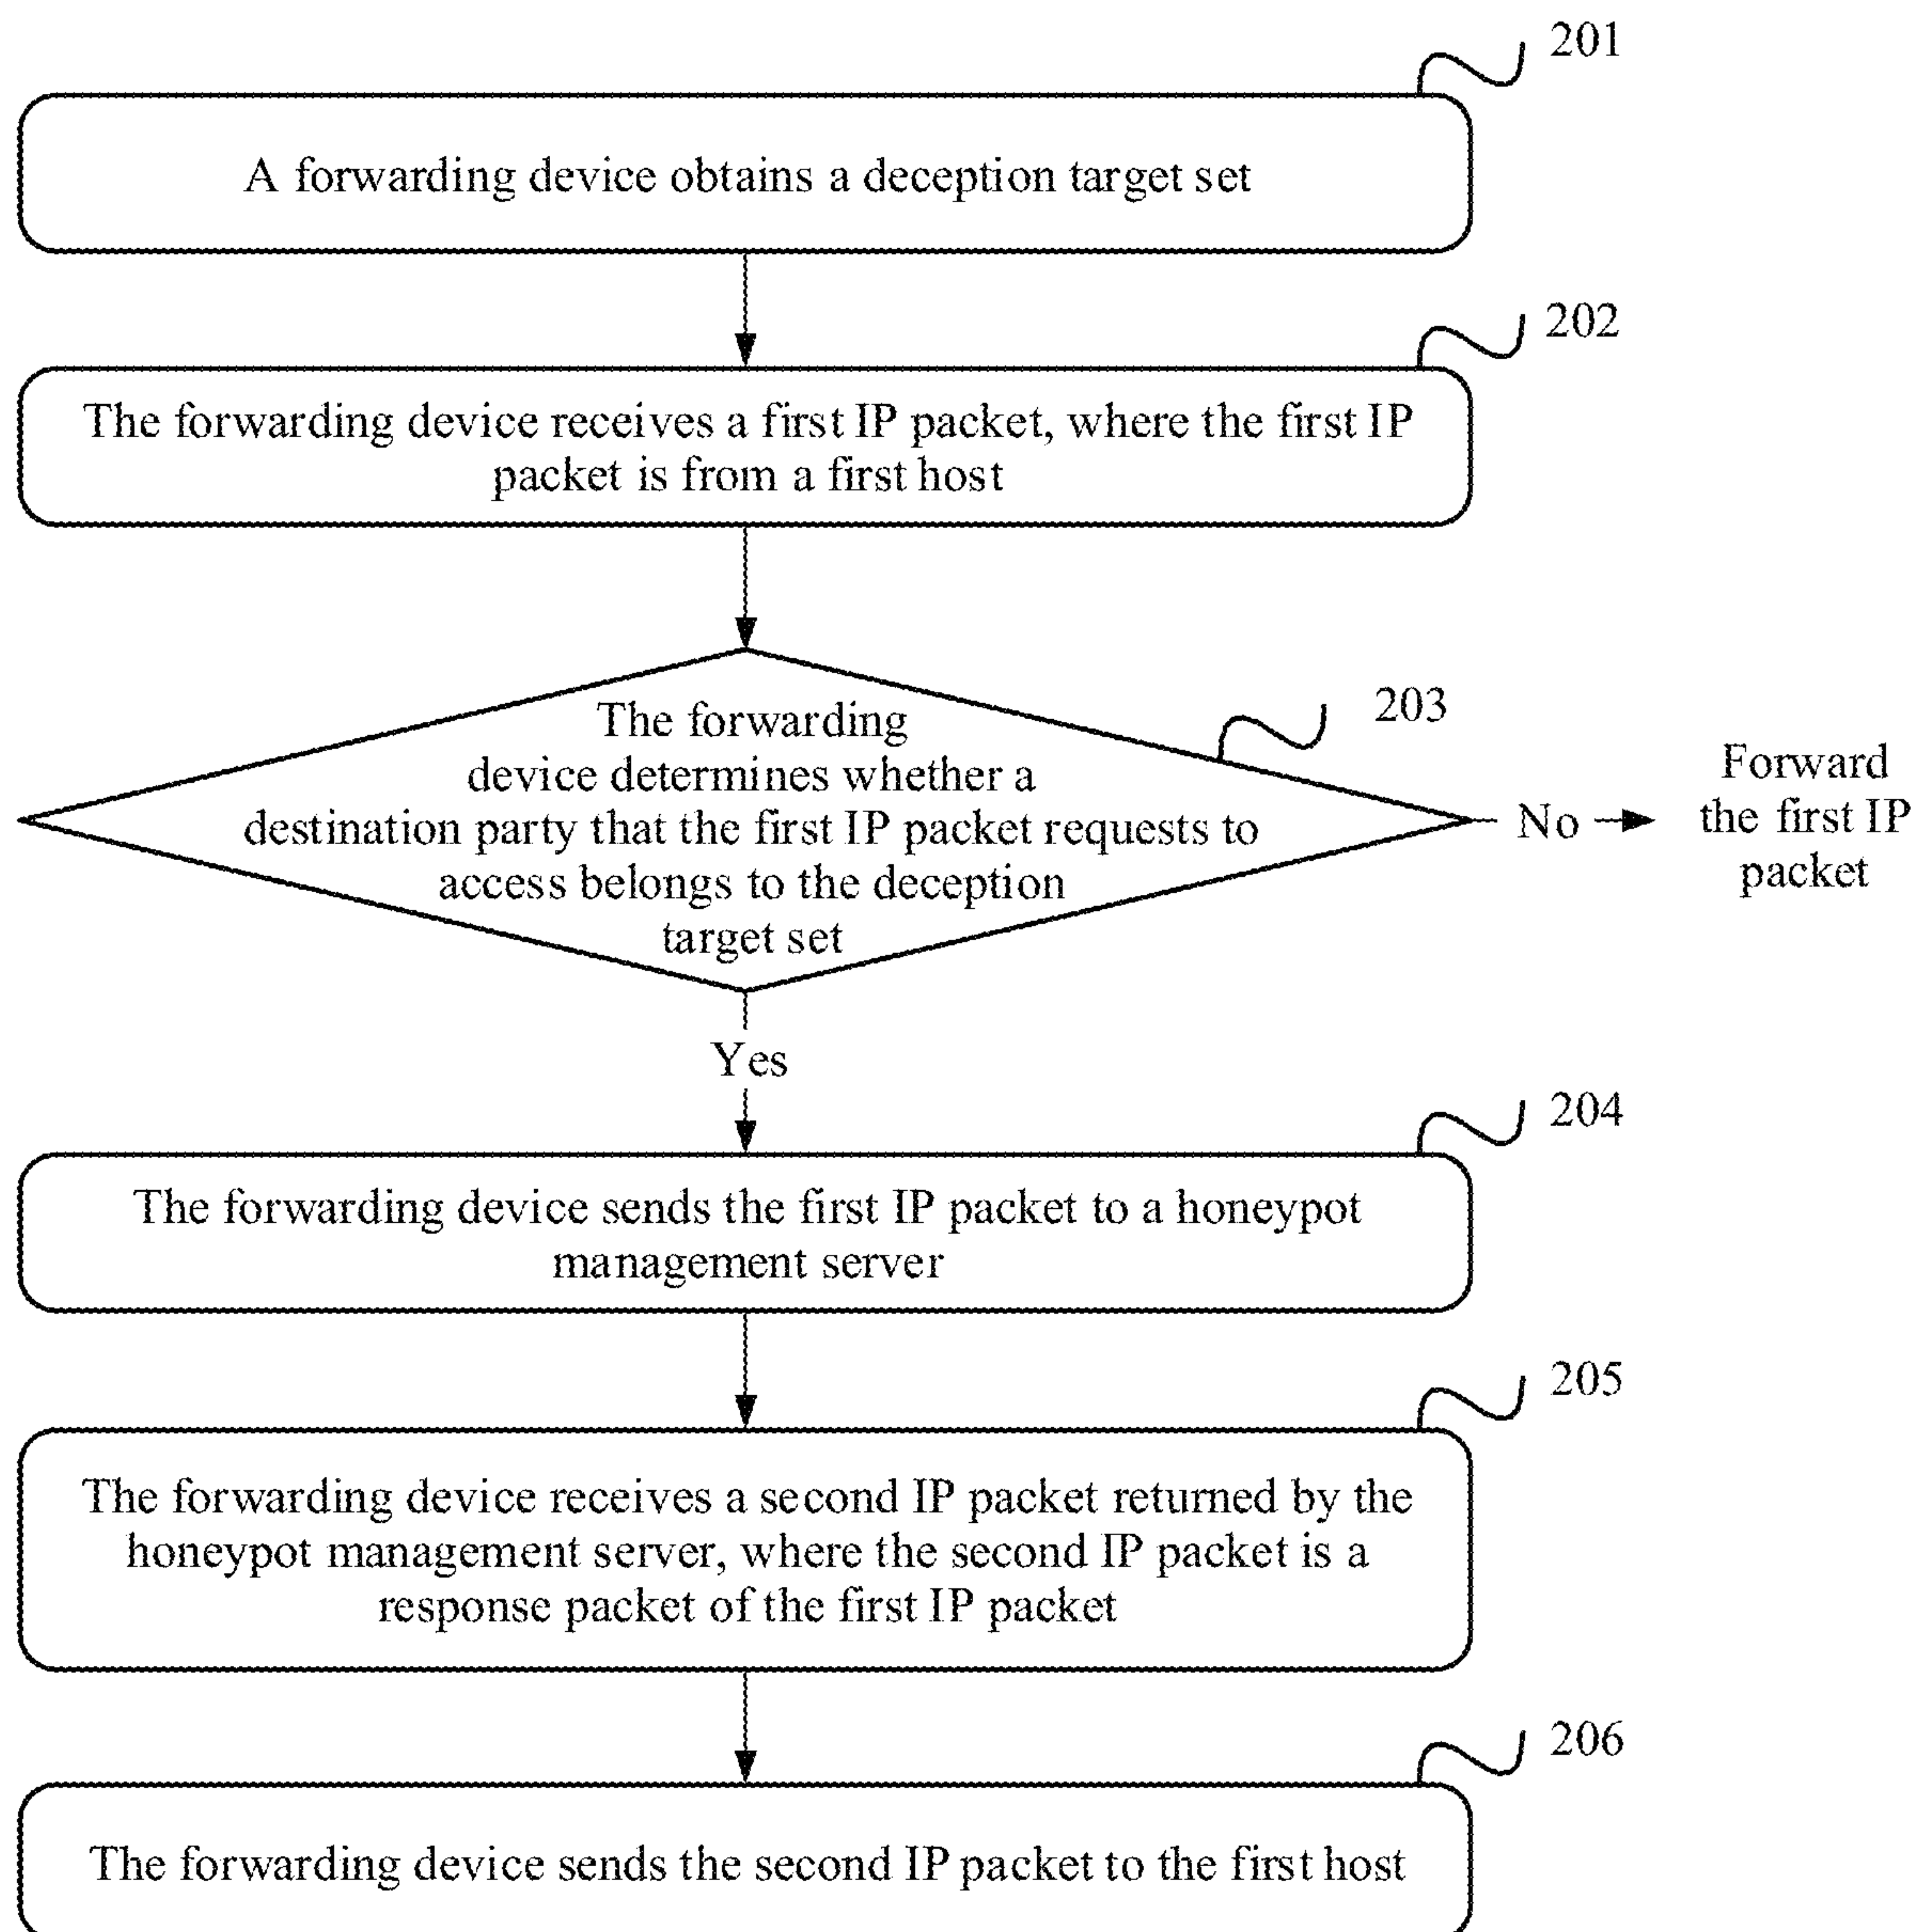 201
A forwarding device obtains a deception target set
202
The forwarding device receives a first IP packet, where the first IP
packet is from a first host
203
The forwarding
device determines whether a
destination party that the first IP packet requests to
access belongs to the deception
target set
No
Forward
the first IP
packet
Yes
204
The forwarding device sends the first IP packet to a honeypot
management server
205
The forwarding device receives a second IP packet returned by the
honeypot management server, where the second IP packet is a
response packet of the first IP packet
206
The forwarding device sends the second IP packet to the first host